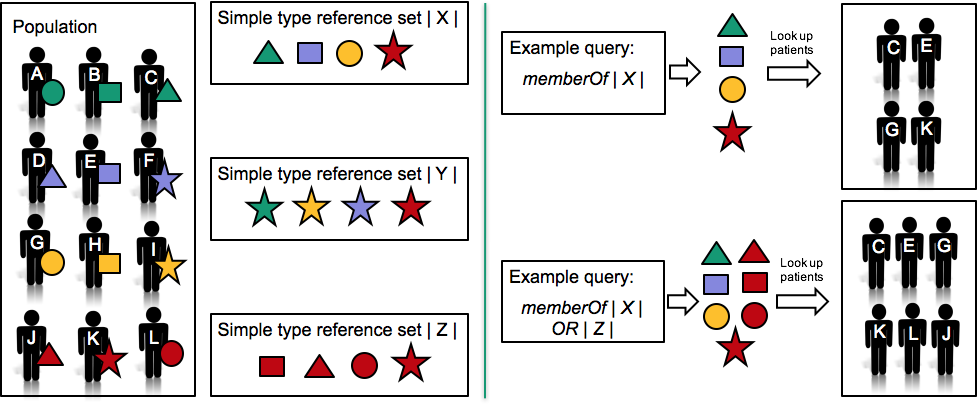 Population
A B C
D E F
G H I
J K L
Simple type reference set | X |
Simple type reference set | Y |
Simple type reference set | Z |
Example query:
memberOf | X |
Look up
patients
C E
G K
Example query:
memberOf | X |
OR | Z |
Look up
patients
C E G
K L J